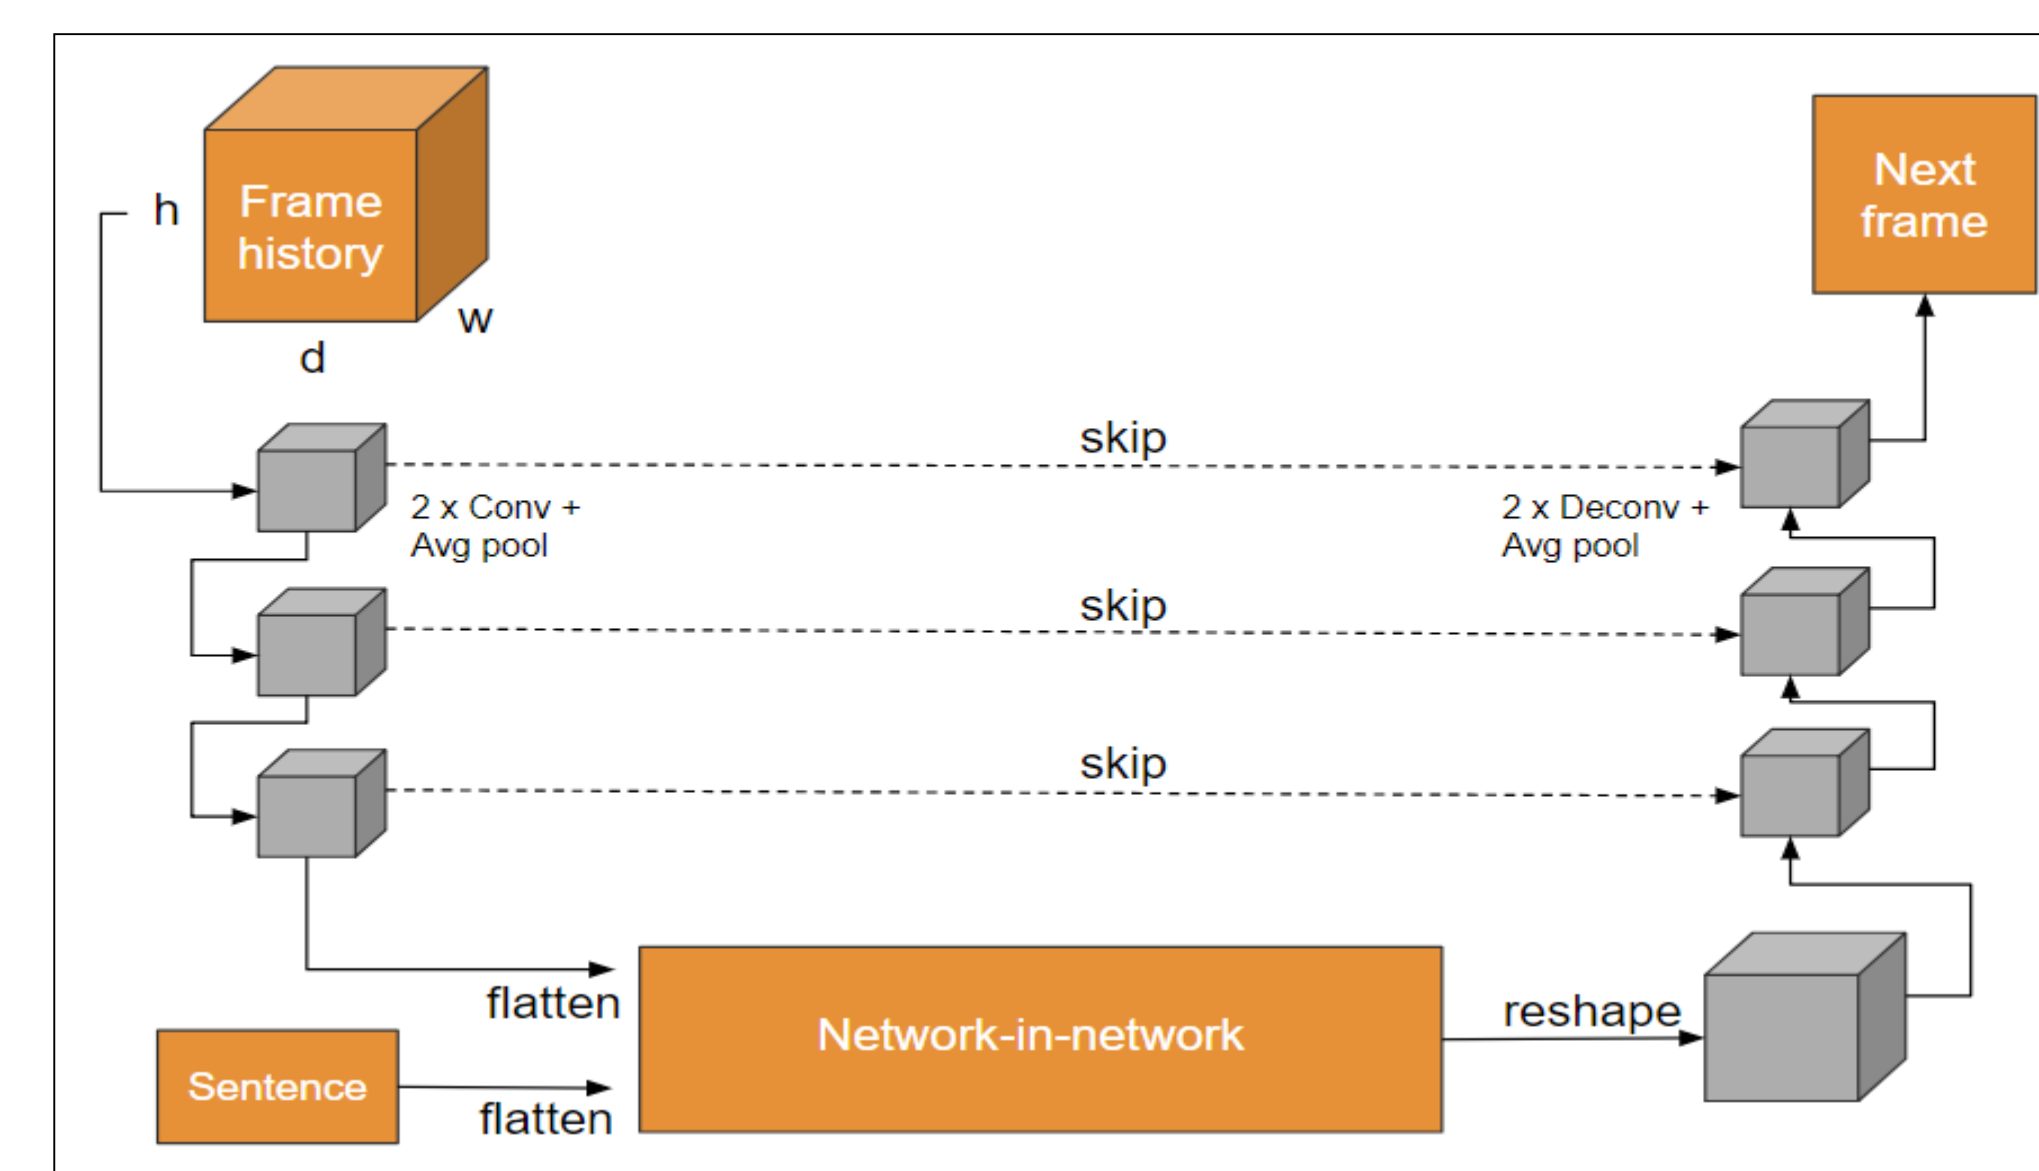 Frame
history
h
w
d
Next
frame
skip
2 x Conv +
Avg pool
2 x Deconv +
Avg pool
skip
skip
flatten
Network-in-network
reshape
Sentence
flatten